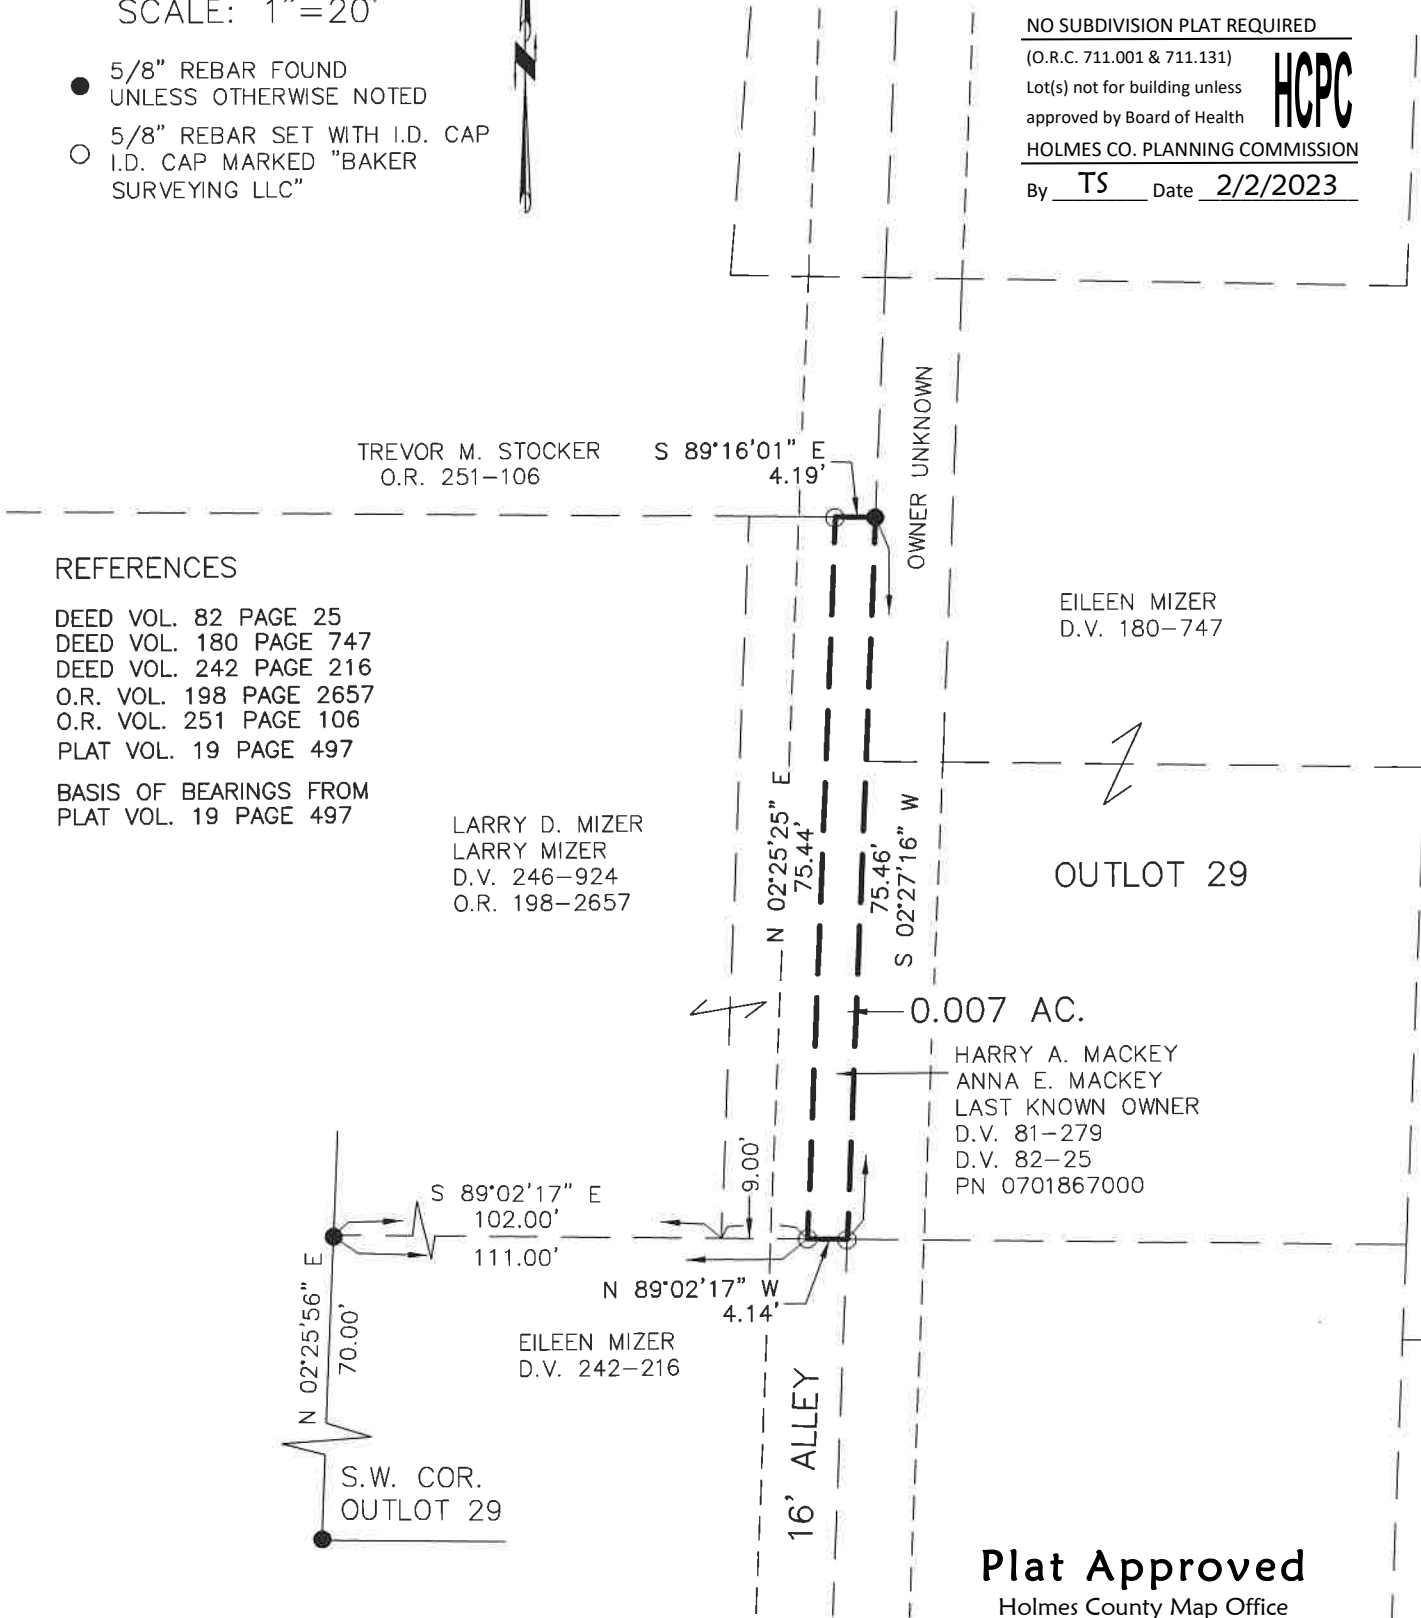 SCALE: 1"=20'
5/8" REBAR FOUND
UNLESS OTHERWISE NOTED
5/8" REBAR SET WITH I.D. CAP
I.D. CAP MARKED "BAKER
SURVEYING LLC"
NO SUBDIVISION PLAT REQUIRED
(O.R.C. 711.001 & 711.131)
Lot(s) not for building unless
approved by Board of Health
HCPC
HOLMES CO. PLANNING COMMISSION
By TS Date 2/2/2023
TREVOR M. STOCKER
O.R. 251-106
S 89°16'01" E
4.19'
OWNER UNKNOWN
REFERENCES
DEED VOL. 82 PAGE 25
DEED VOL. 180 PAGE 747
DEED VOL. 242 PAGE 216
O.R. VOL. 198 PAGE 2657
O.R. VOL. 251 PAGE 106
PLAT VOL. 19 PAGE 497
BASIS OF BEARINGS FROM
PLAT VOL. 19 PAGE 497
EILEEN MIZER
D.V. 180-747
LARRY D. MIZER
LARRY MIZER
D.V. 246-924
O.R. 198-2657
N 02°25'25" E
75.44'
75.46'
S 02°27'16" W
OUTLOT 29
0.007 AC.
HARRY A. MACKEY
ANNA E. MACKEY
LAST KNOWN OWNER
D.V. 81-279
D.V. 82-25
PN 0701867000
9.00'
S 89°02'17" E
102.00'
111.00'
N 89°02'17" W
4.14'
N 02°25'56" E
70.00'
EILEEN MIZER
D.V. 242-216
16' ALLEY
S.W. COR.
OUTLOT 29
Plat Approved
Holmes County Map Office